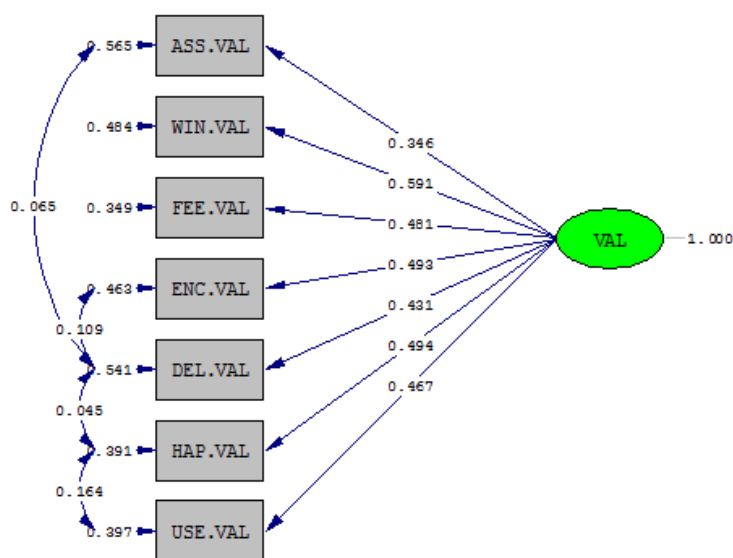 0.565 ASS.VAL
0.346
0.484 WIN.VAL
0.591
0.065
0.349 FEE.VAL
0.481
VAL 1.000
0.493
0.463 ENC.VAL
0.109
0.431
0.541 DEL.VAL
0.494
0.045
0.467
0.391 HAP.VAL
0.164
0.397 USE.VAL